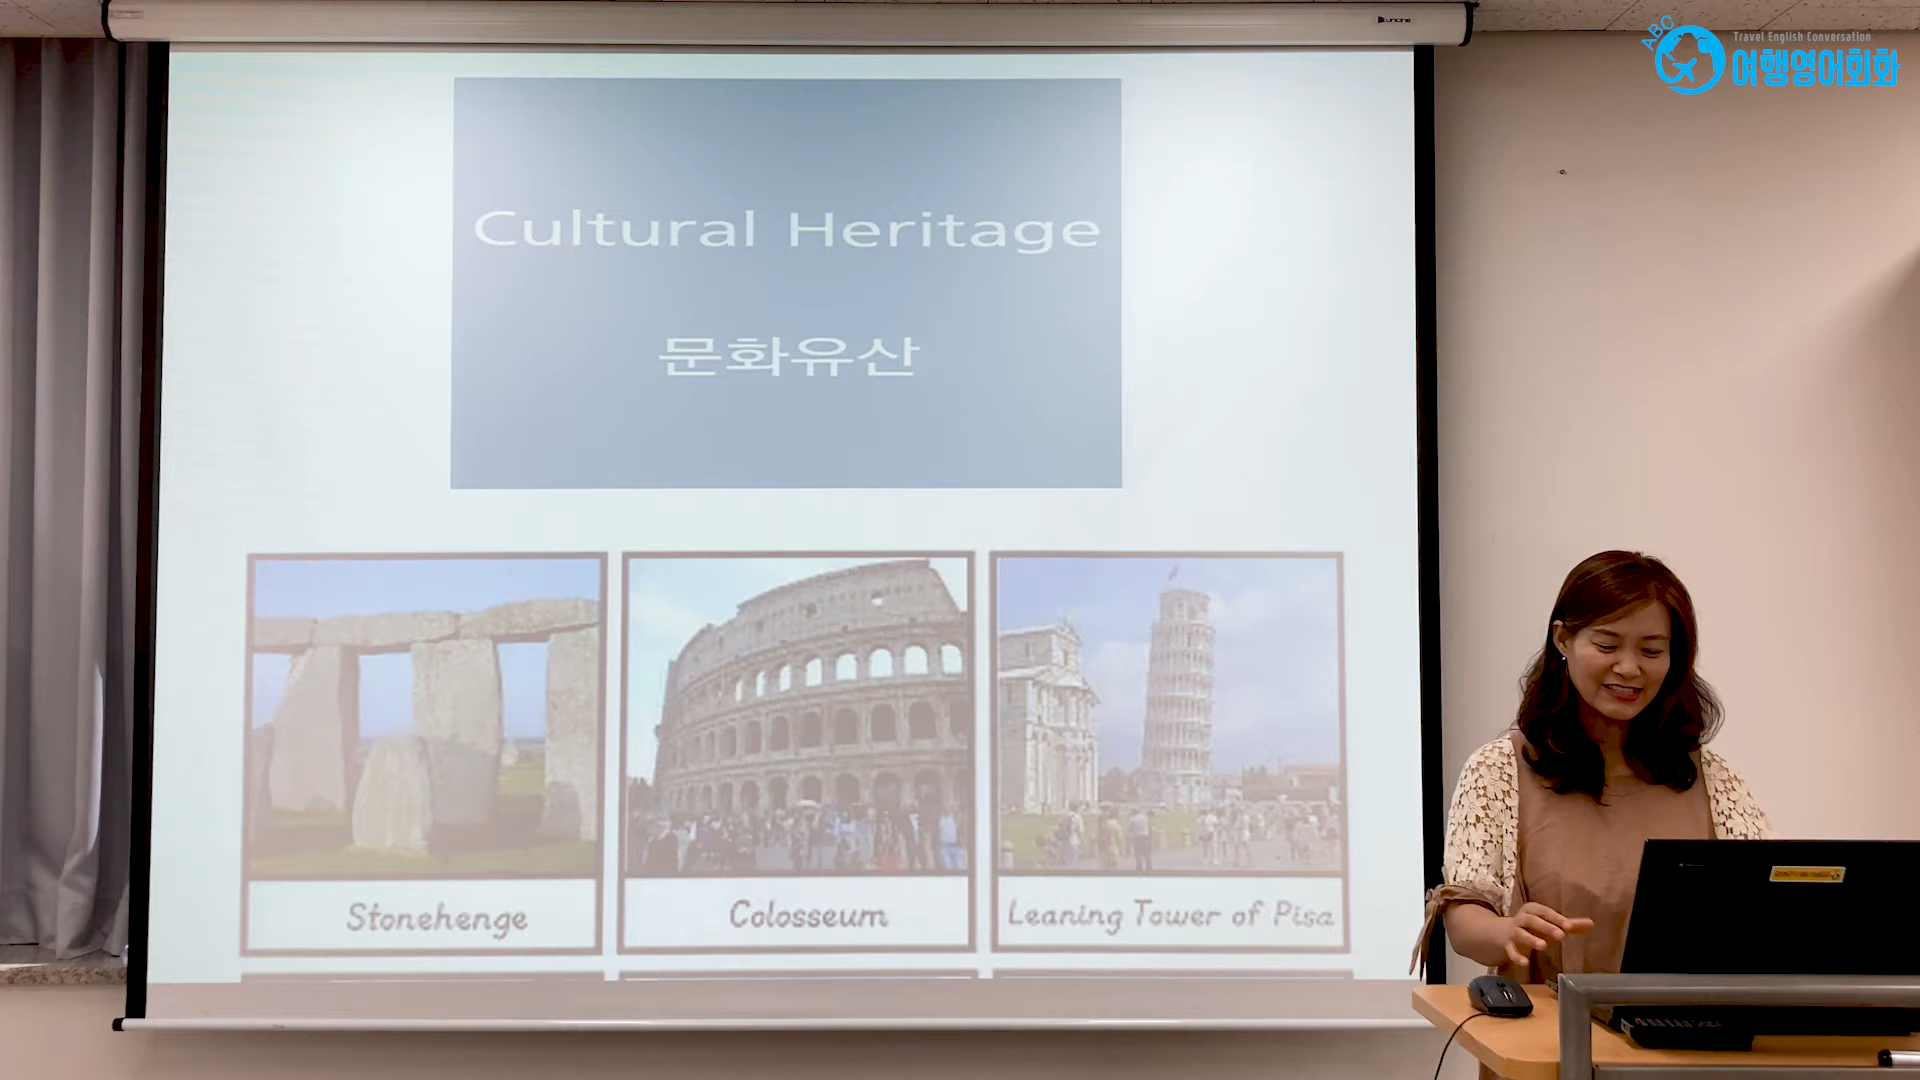 ABC
Travel English Conversation
여행영어회화
Cultural Heritage
문화유산
Stonehenge
Colosseum
Leaning Tower of Pisa